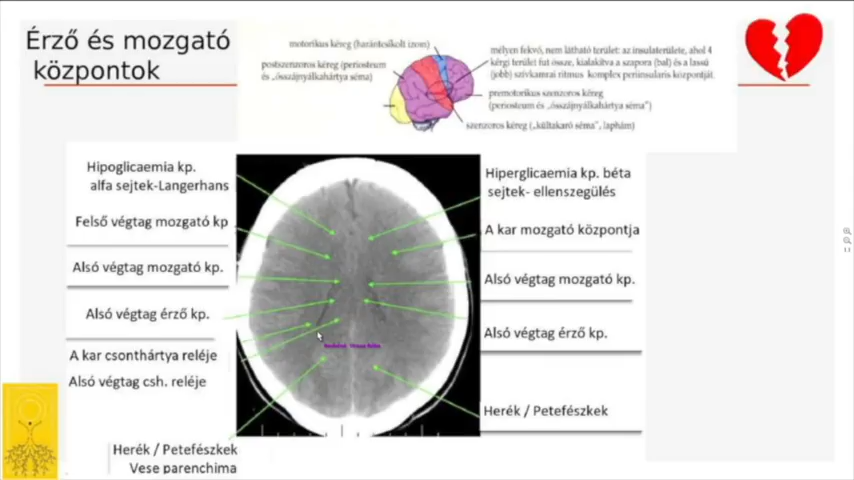 Érző és mozgató
központok
motorikus kéreg (harántcsíkolt izom)
posztszenzoros kéreg (periosteum
és „ősszájnyálkahártya séma)
mélyen fekvő, nem látható terület: az insulaterülete, ahol 4
kérgi terület fut össze, kialakítva a szapora (bal) és a lassú
(jobb) szívkamrai ritmus komplex periinsularis központját
premotorikus szenzoros kéreg
(periosteum és „ősszájnyálkahártya séma")
szenzoros kéreg („kültakaró séma", laphám)
Hipoglicaemia kp.
alfa sejtek-Langerhans
Felső végtag mozgató kp
Alsó végtag mozgató kp.
Alsó végtag érző kp.
A kar csonthártya reléje
Alsó végtag csh. reléje
Herék / Petefészkek
Vese parenchima
Hiperglicaemia kp. béta
sejtek- ellenszegülés
A kar mozgató központja
Alsó végtag mozgató kp.
Alsó végtag érző kp.
Herék / Petefészkek